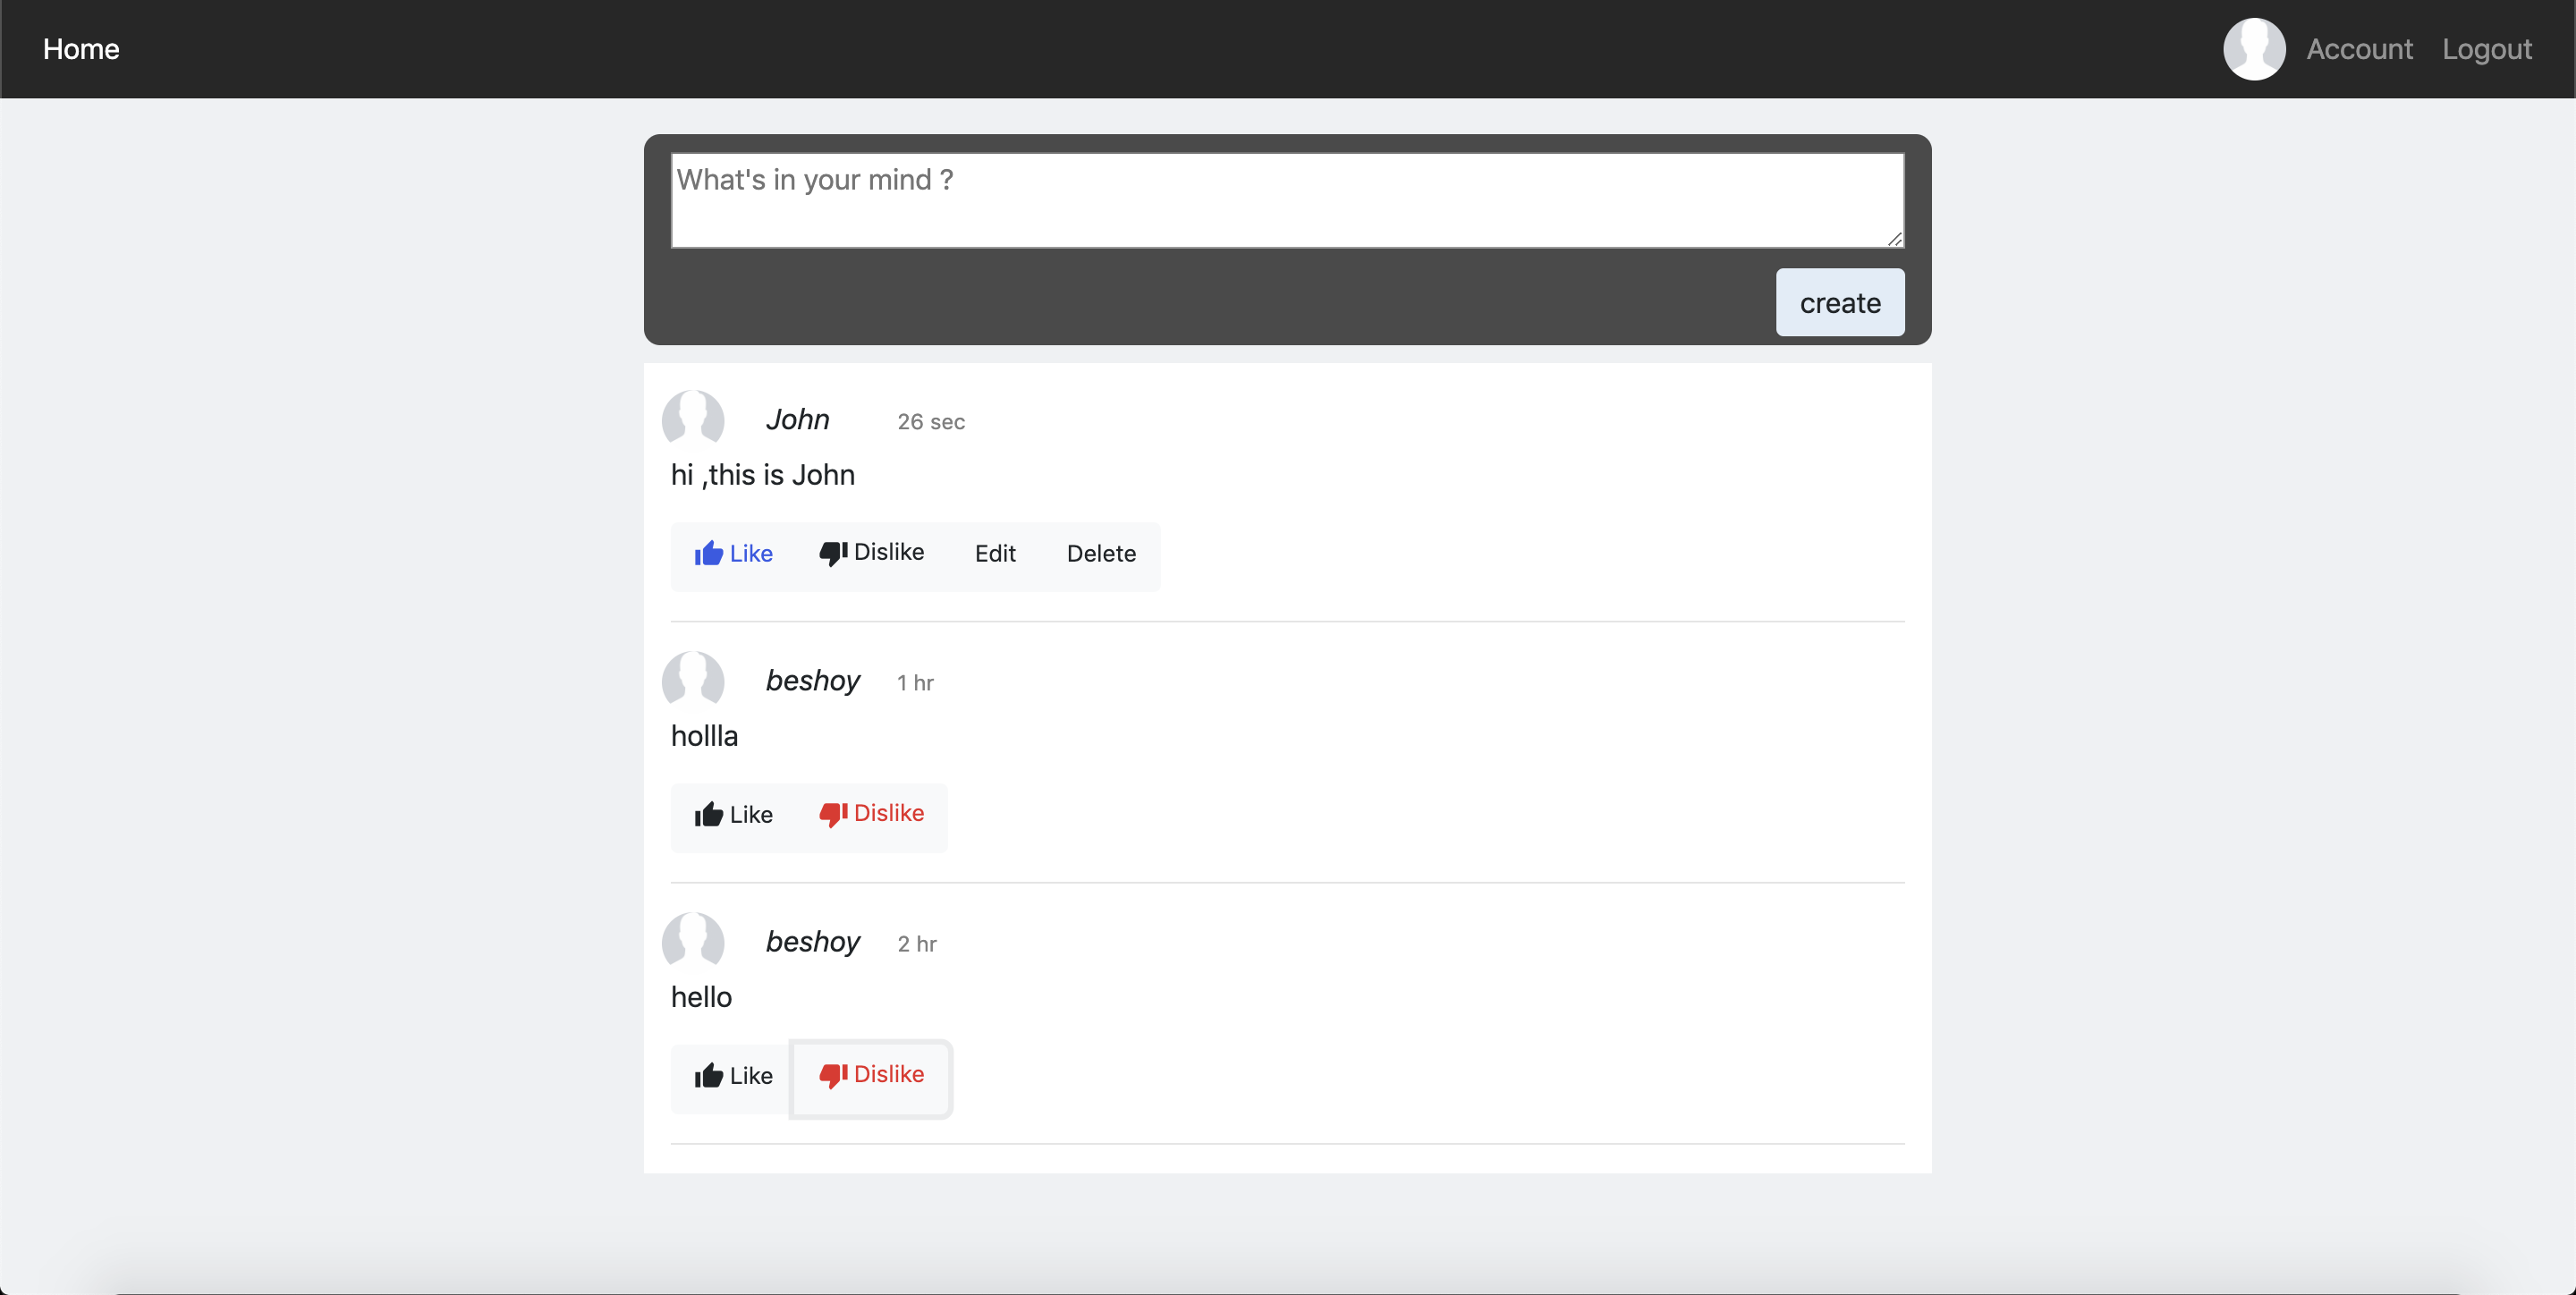 Home Account Logout
What's in your mind ?
create
John 26 sec
hi ,this is John
Like Dislike Edit Delete
beshoy 1 hr
hollla
Like Dislike
beshoy 2 hr
hello
Like Dislike